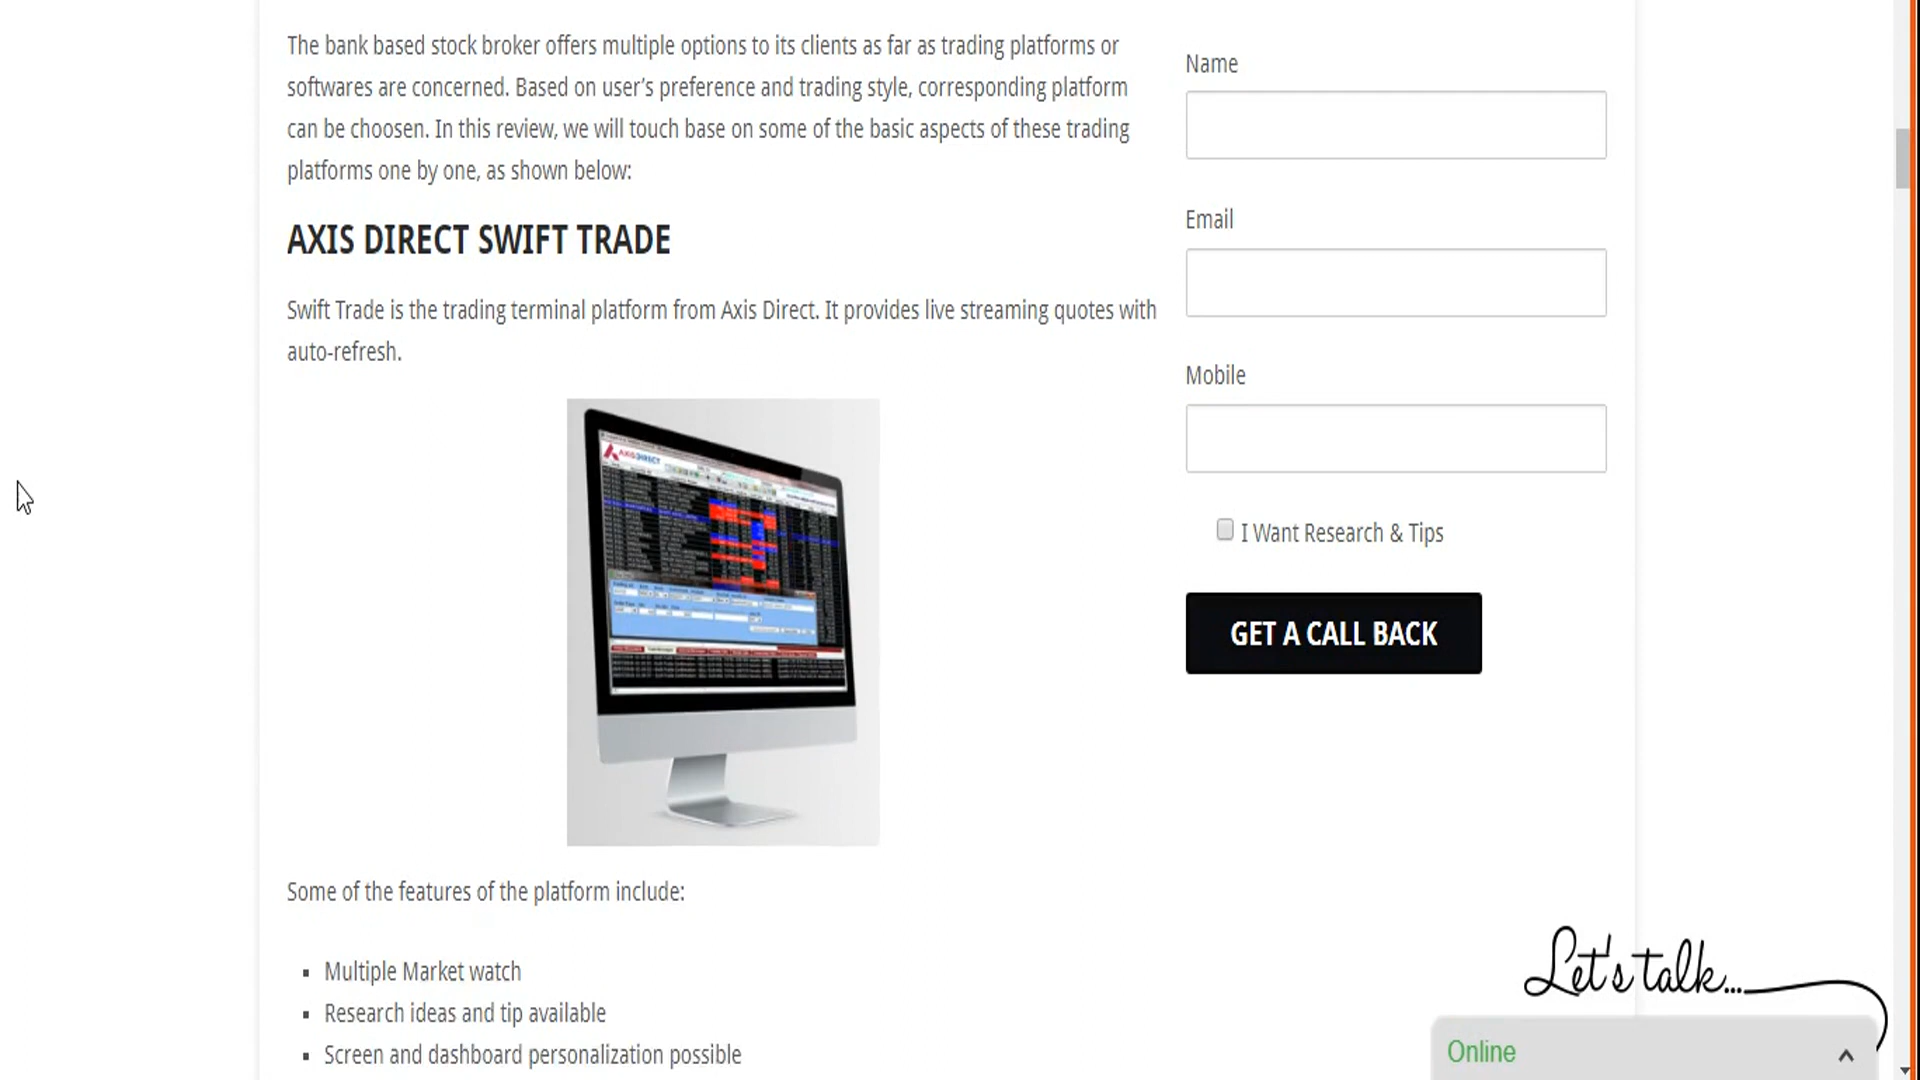 The bank based stock broker offers multiple options to its clients as far as trading platforms or
softwares are concerned. Based on user's preference and trading style, corresponding platform
can be choosen. In this review, we will touch base on some of the basic aspects of these trading
platforms one by one, as shown below:
AXIS DIRECT SWIFT TRADE
Swift Trade is the trading terminal platform from Axis Direct. It provides live streaming quotes with
auto-refresh.
AXISDIRECT
Some of the features of the platform include:
▪ Multiple Market watch
▪ Research ideas and tip available
▪ Screen and dashboard personalization possible
Name
Email
Mobile
I Want Research & Tips
GET A CALL BACK
Let's talk...
Online